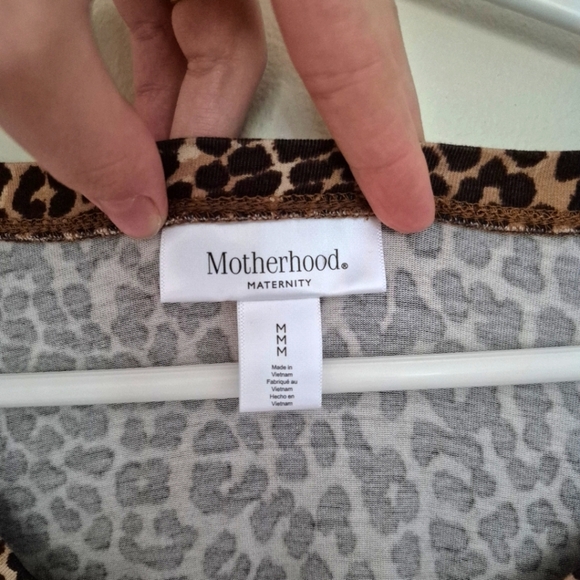 Motherhood®
MATERNITY
M
M
M
Made in
Vietnam
Fabriqué au
Vietnam
Hecho en
Vietnam